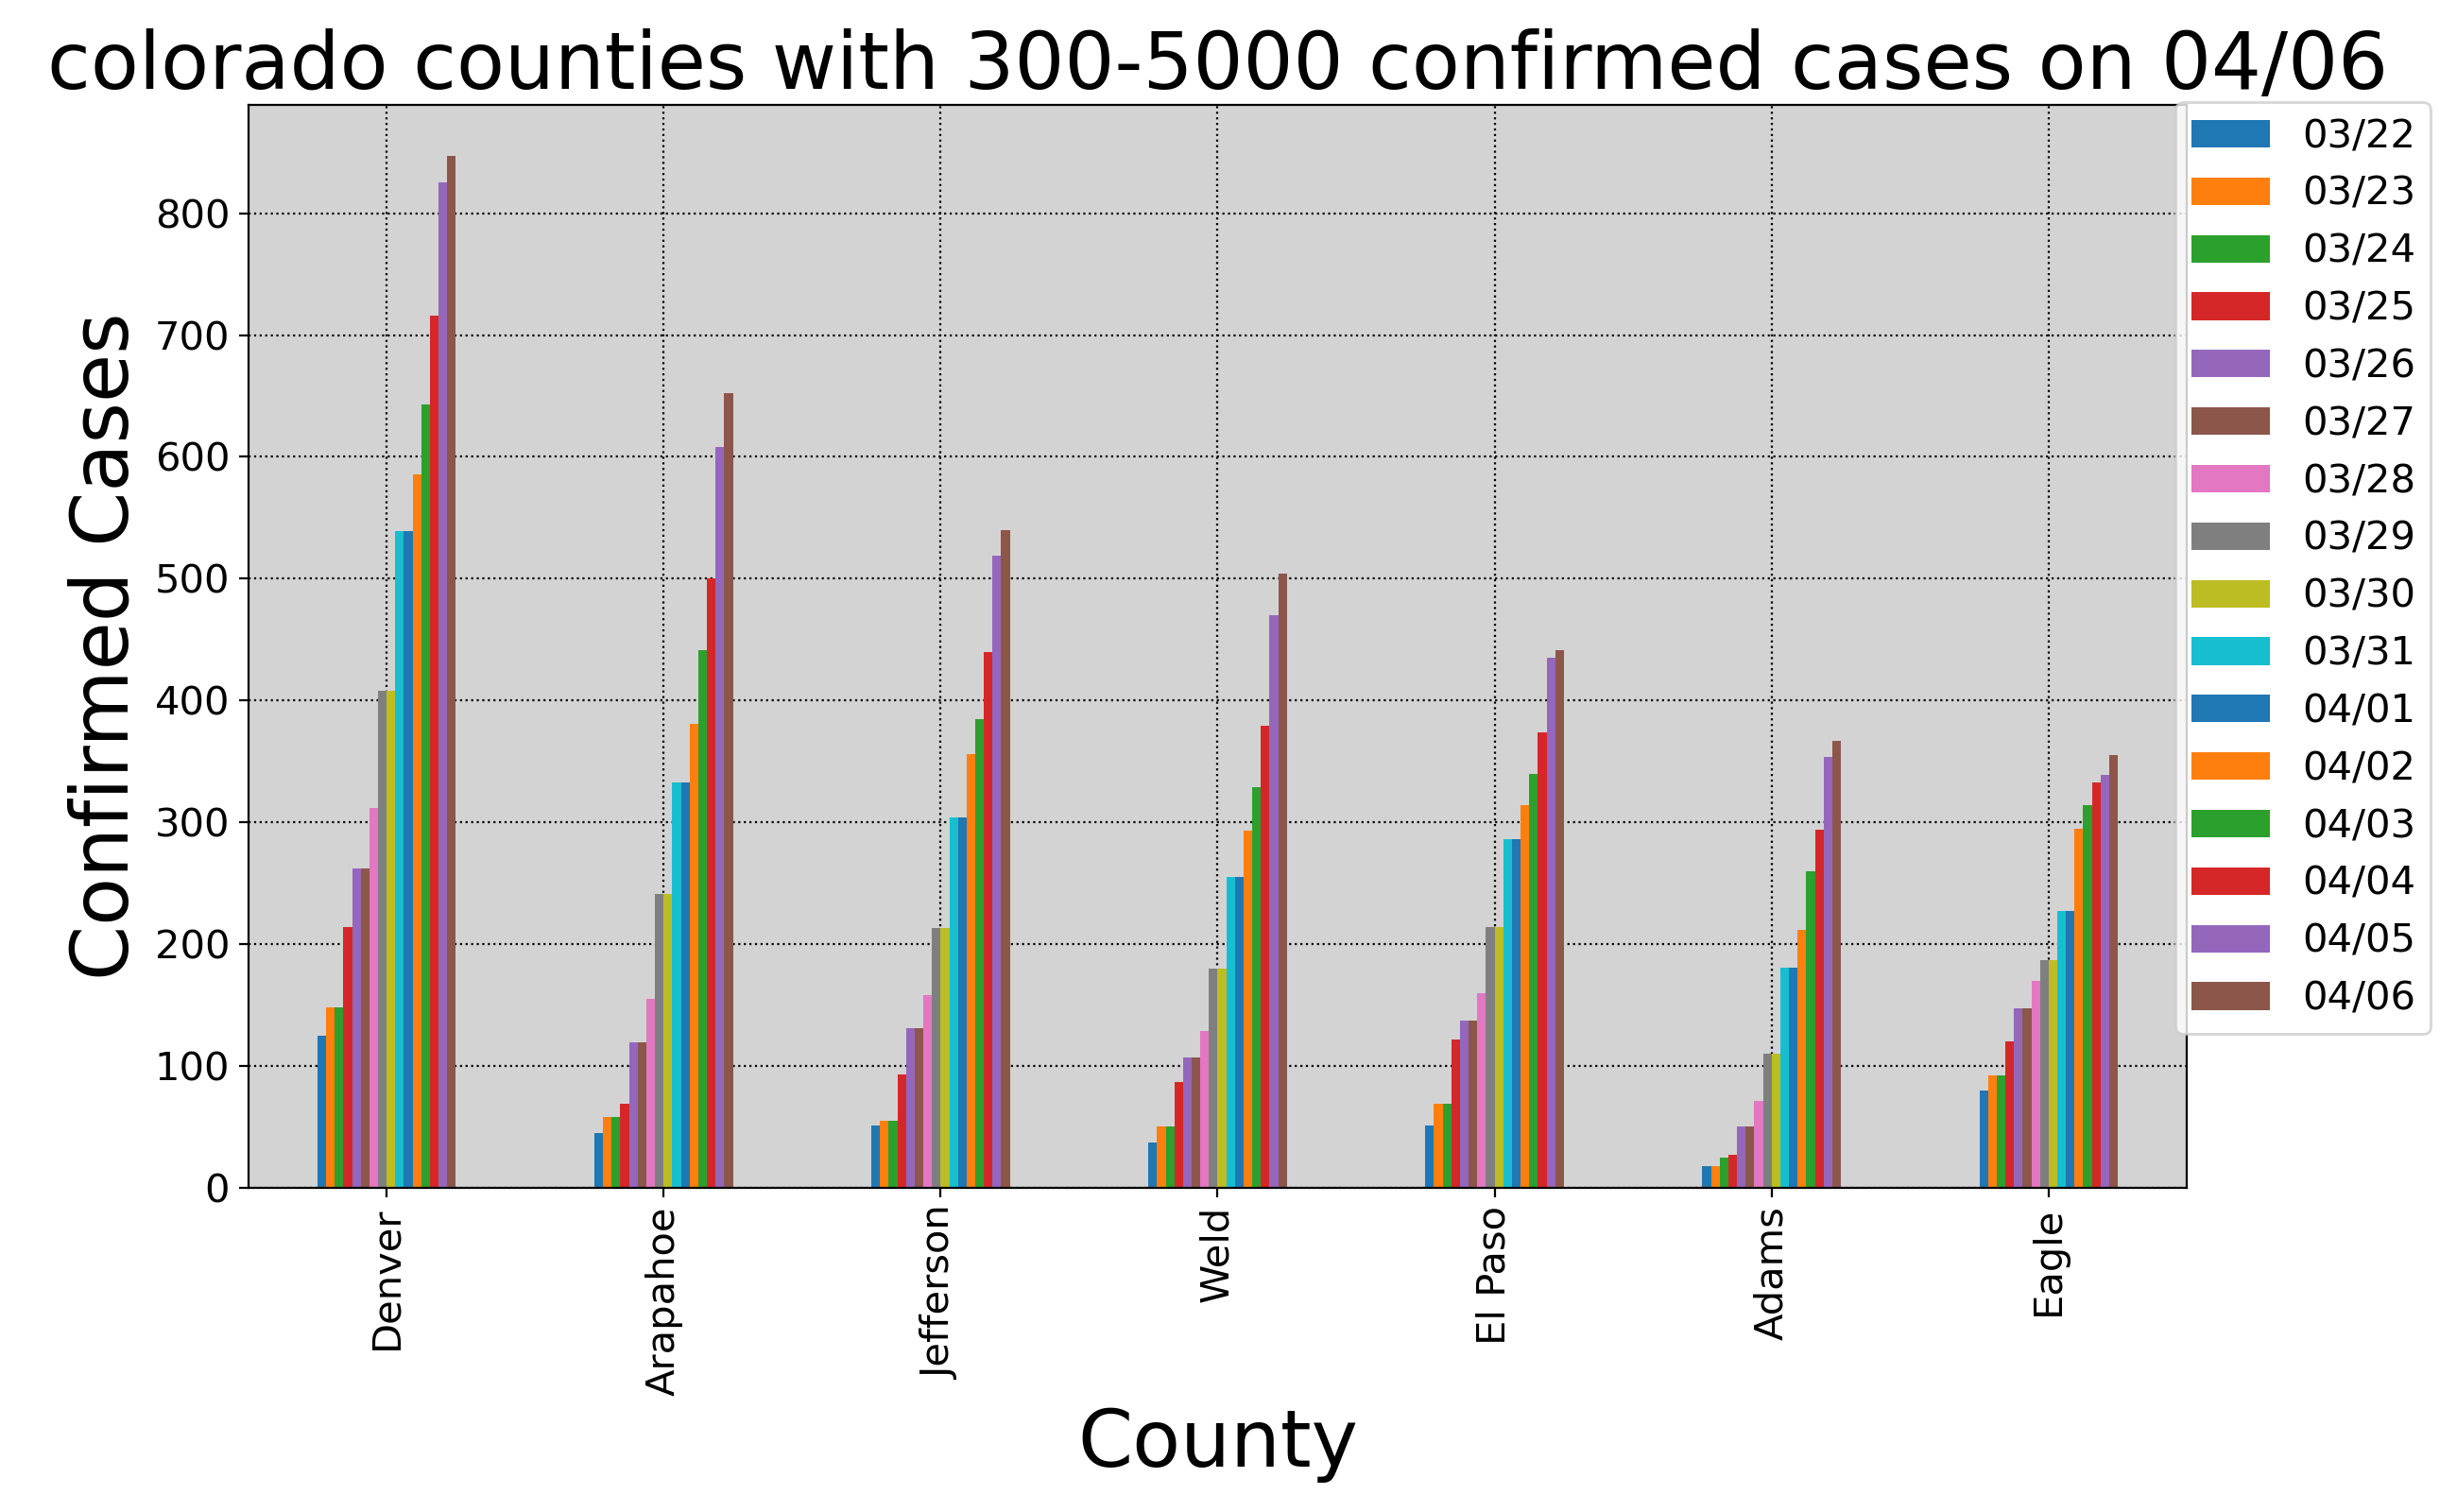 colorado counties with 300-5000 confirmed cases on 04/06
Confirmed Cases
800
700
600
500
400
300
200
100
0
03/22
03/23
03/24
03/25
03/26
03/27
03/28
03/29
03/30
03/31
04/01
04/02
04/03
04/04
04/05
04/06
Denver
Arapahoe
Jefferson
Weld
El Paso
Adams
Eagle
County